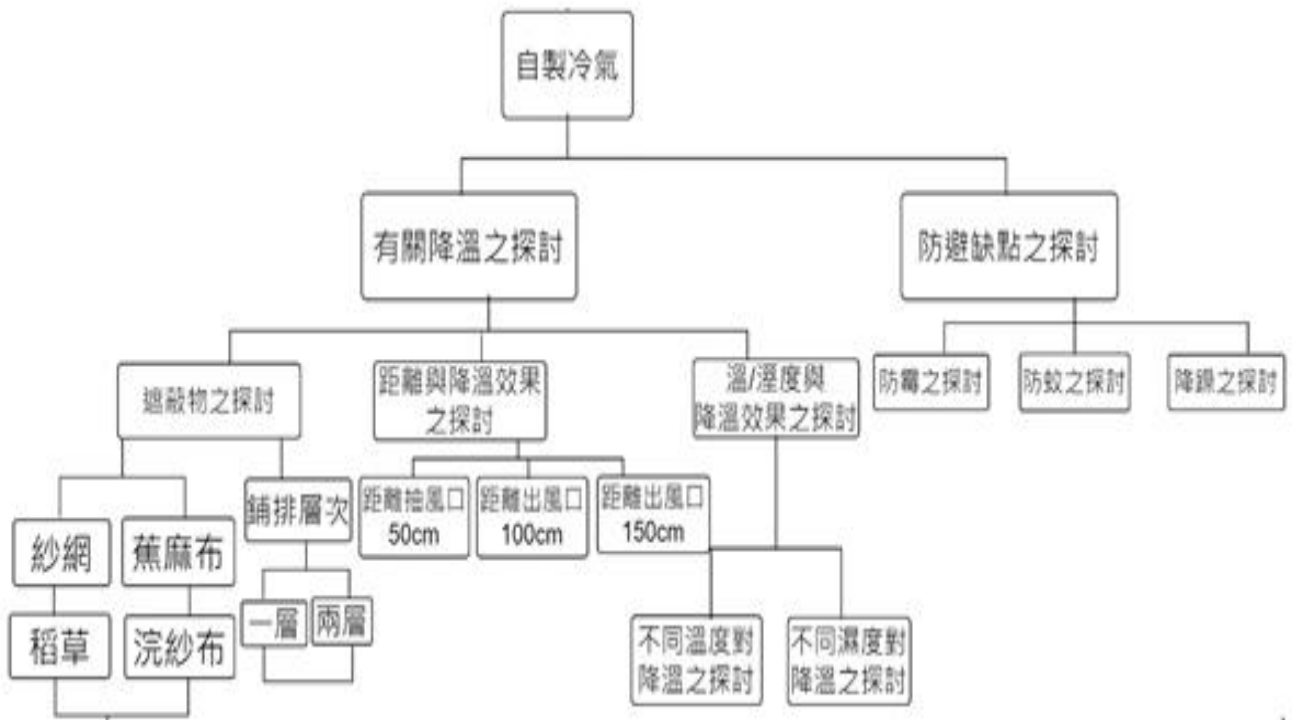 自製冷氣
有關降溫之探討
防避缺點之探討
遮蔽物之探討
距離與降溫效果
之探討
溫/溼度與
降溫效果之探討
防霉之探討
防蚊之探討
降躁之探討
紗網
蕉麻布
鋪排層次
距離抽風口
50cm
距離出風口
100cm
距離出風口
150cm
稻草
浣紗布
一層
兩層
不同溫度對
降溫之探討
不同濕度對
降溫之探討